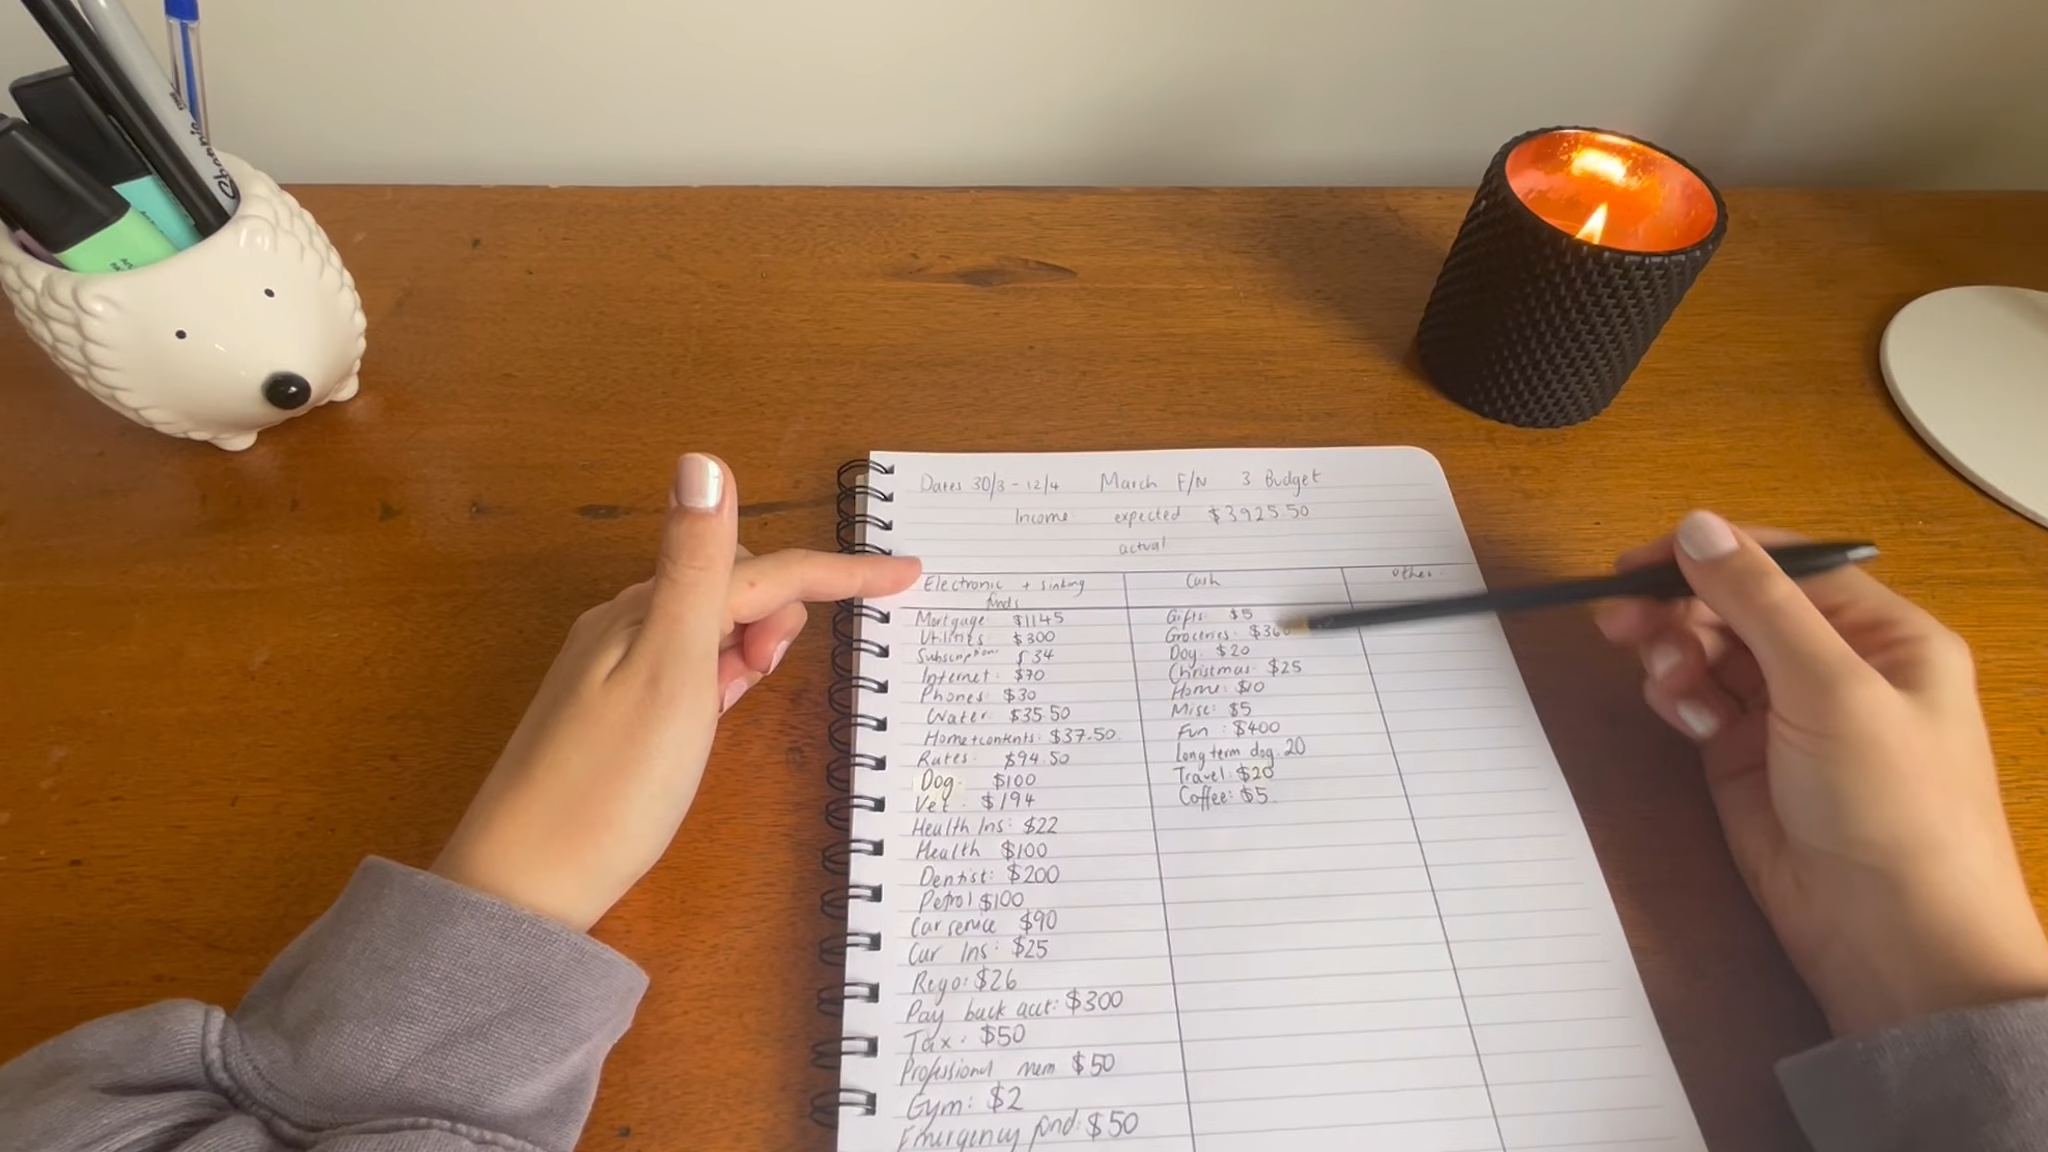 Sharpie
Dates 30/3 - 12/4 March F/N 3 Budget
Income expected $3925.50
actual
Electronic + sinking
funds
Mortgage $1145
Utilities $300
Subscription $34
Internet: $70
Phones: $30
Water $35.50
Home+contents: $37.50
Rates: $94.50
Dog. $100
Vet. $194
Health Ins: $22
Health $100
Dentist: $200
Petrol $100
Car service $90
Car Ins: $25
Rego: $26
Pay back acct: $300
Tax: $50
Professional mem $50
Gym: $2
Emergency fund: $50
Cash
Gifts: $5
Groceries: $360
Dog: $20
Christmas: $25
Home: $10
Misc: $5
Fun : $400
Long term dog. 20
Travel: $20
Coffee: $5
Other.